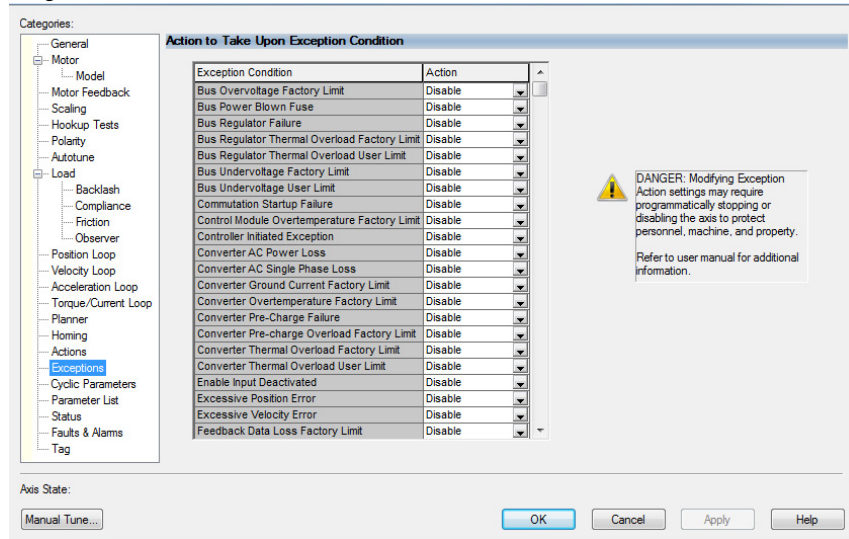 Categories:
General
Motor
Model
Motor Feedback
Scaling
Hookup Tests
Polarity
Autotune
Load
Backlash
Compliance
Friction
Observer
Position Loop
Velocity Loop
Acceleration Loop
Torque/Current Loop
Planner
Homing
Actions
Exceptions
Cyclic Parameters
Parameter List
Status
Faults & Alarms
Tag
Action to Take Upon Exception Condition
Exception Condition Action
Bus Overvoltage Factory Limit Disable
Bus Power Blown Fuse Disable
Bus Regulator Failure Disable
Bus Regulator Thermal Overload Factory Limit Disable
Bus Regulator Thermal Overload User Limit Disable
Bus Undervoltage Factory Limit Disable
Bus Undervoltage User Limit Disable
Commutation Startup Failure Disable
Control Module Overtemperature Factory Limit Disable
Controller Initiated Exception Disable
Converter AC Power Loss Disable
Converter AC Single Phase Loss Disable
Converter Ground Current Factory Limit Disable
Converter Overtemperature Factory Limit Disable
Converter Pre-Charge Failure Disable
Converter Pre-charge Overload Factory Limit Disable
Converter Thermal Overload Factory Limit Disable
Converter Thermal Overload User Limit Disable
Enable Input Deactivated Disable
Excessive Position Error Disable
Excessive Velocity Error Disable
Feedback Data Loss Factory Limit Disable
DANGER: Modifying Exception
Action settings may require
programmatically stopping or
disabling the axis to protect
personnel, machine, and property.
Refer to user manual for additional
information.
Axis State:
Manual Tune... OK Cancel Apply Help